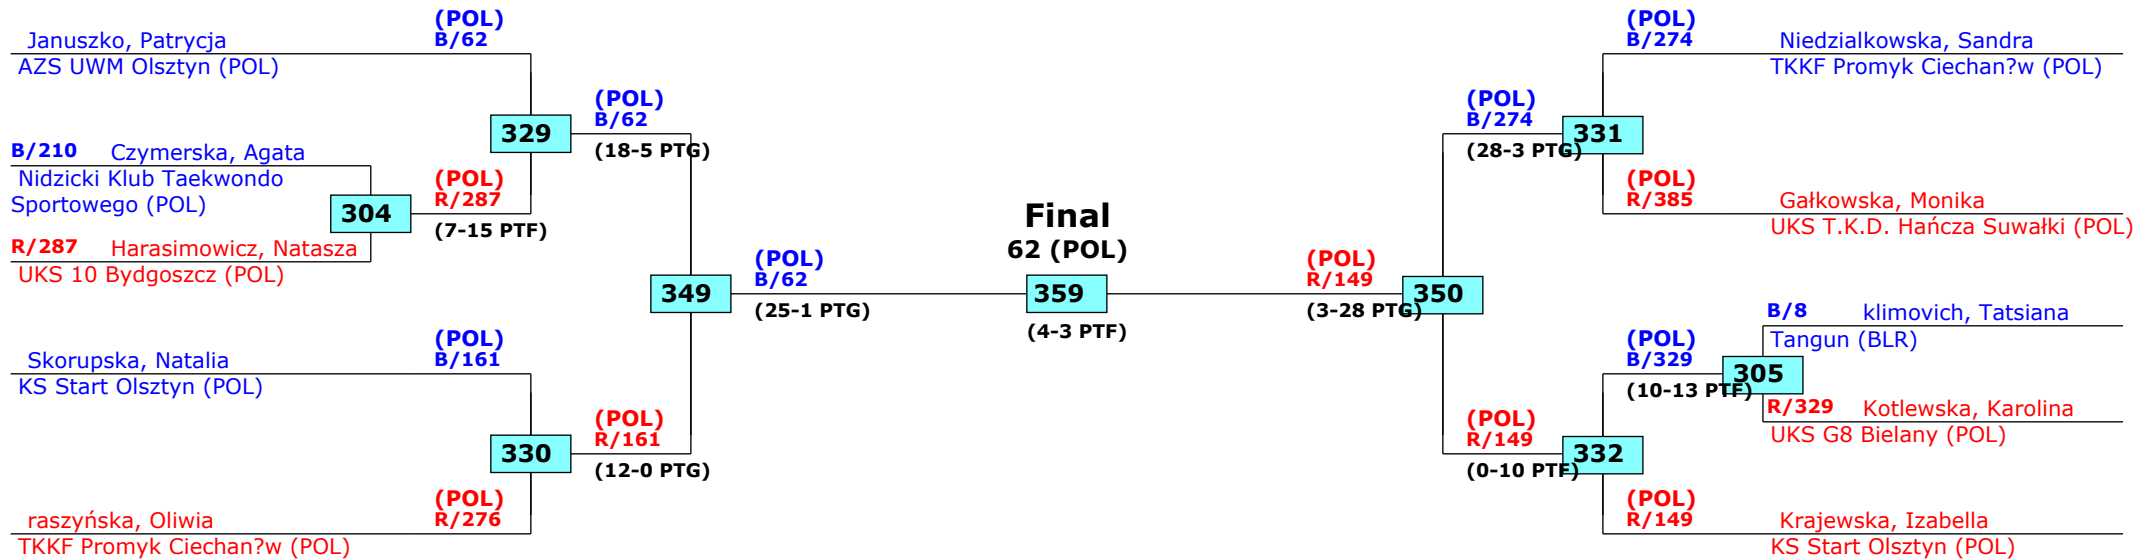 (POL)
B/62
Januszko, Patrycja
AZS UWM Olsztyn (POL)
329
(POL)
B/62
(18-5 PTG)
B/210 Czymerska, Agata
Nidzicki Klub Taekwondo
Sportowego (POL)
304
(POL)
R/287
(7-15 PTF)
R/287 Harasimowicz, Natasza
UKS 10 Bydgoszcz (POL)
349
(POL)
B/62
(25-1 PTG)
Skorupska, Natalia
KS Start Olsztyn (POL)
(POL)
B/161
330
(POL)
R/161
(12-0 PTG)
raszyńska, Oliwia
TKKF Promyk Ciechan?w (POL)
(POL)
R/276
Final
62 (POL)
359
(4-3 PTF)
(POL)
B/274
Niedzialkowska, Sandra
TKKF Promyk Ciechan?w (POL)
(POL)
B/274
(28-3 PTG)
331
(POL)
R/385
Gałkowska, Monika
UKS T.K.D. Hańcza Suwałki (POL)
(POL)
R/149
(3-28 PTG)
350
B/8 klimovich, Tatsiana
Tangun (BLR)
(POL)
B/329
(10-13 PTF)
305
R/329 Kotlewska, Karolina
UKS G8 Bielany (POL)
(POL)
R/149
(0-10 PTF)
332
(POL)
R/149
Krajewska, Izabella
KS Start Olsztyn (POL)